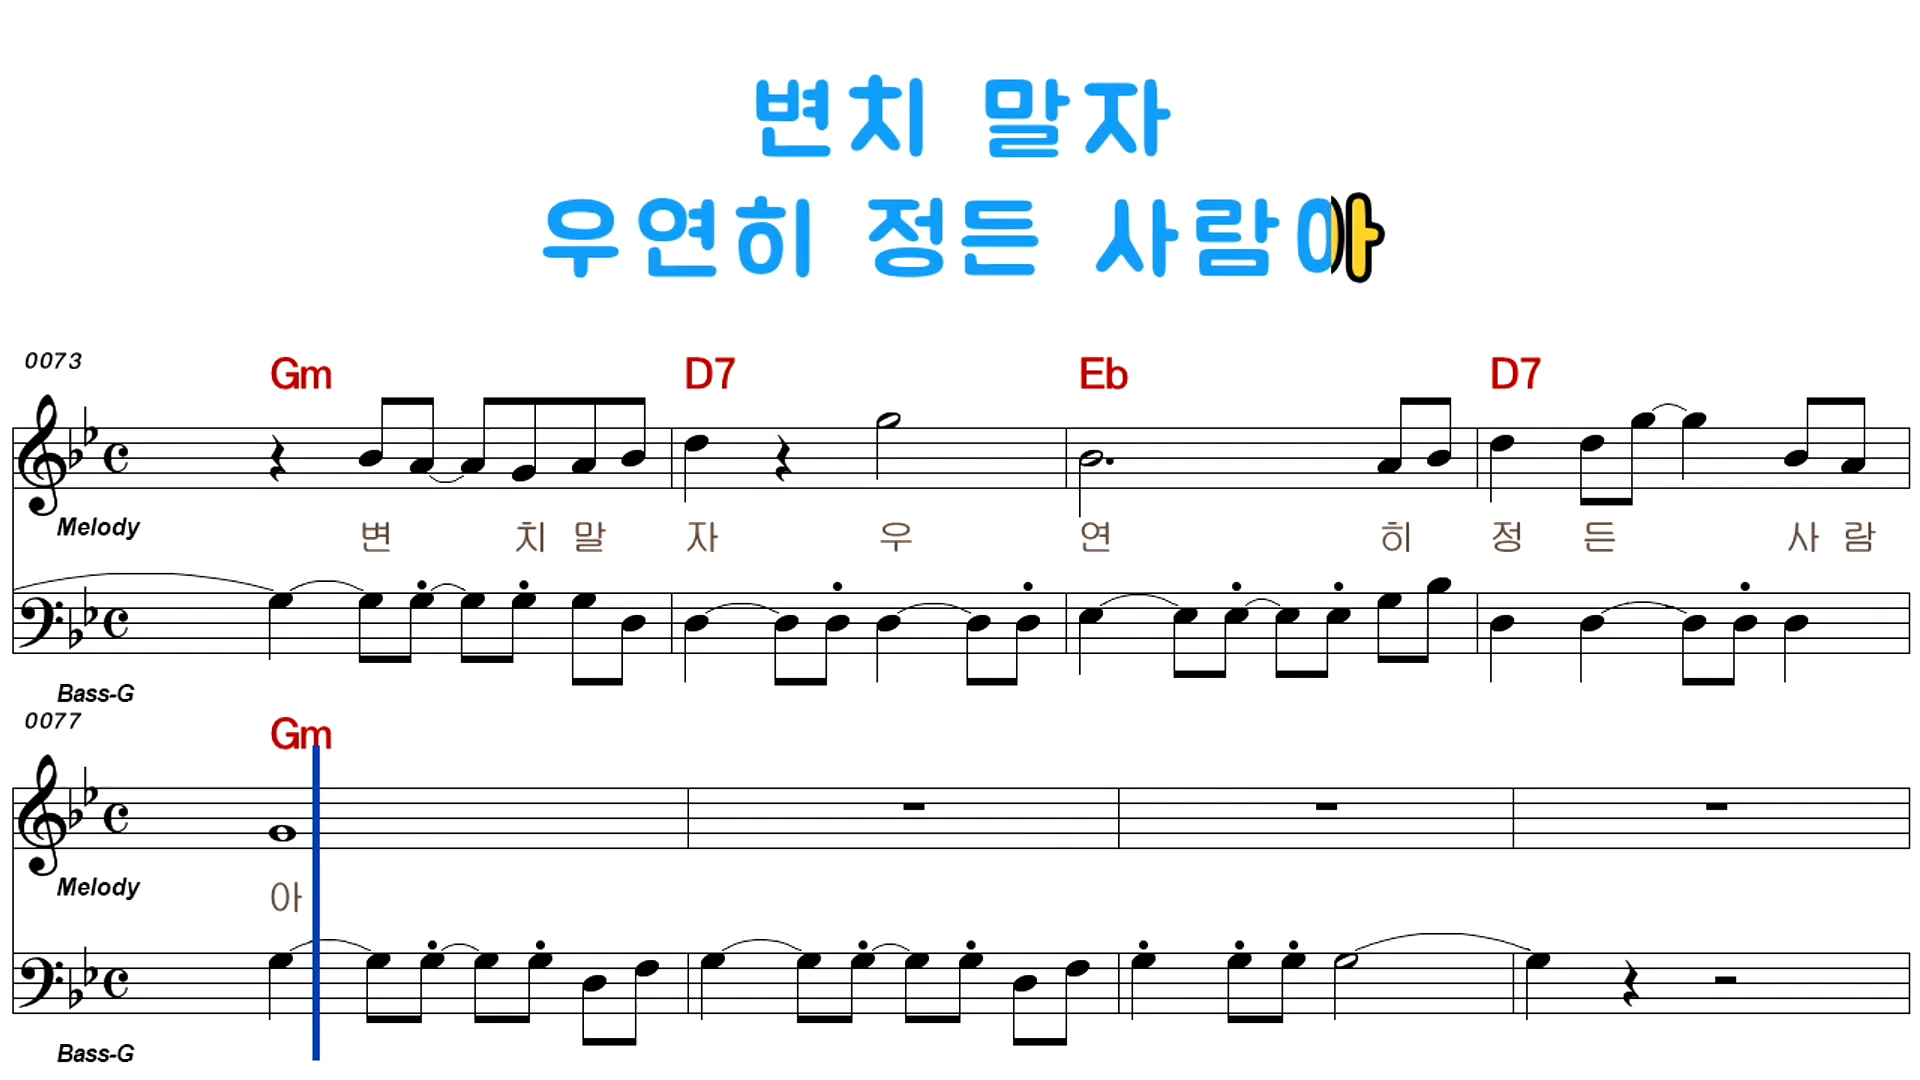 변치 말자
우연히 정든 사람아
0073
Gm D7 Eb D7
Melody
변 치 말 자 우 연 히 정 든 사 람
Bass-G
0077
Gm
Melody
아
Bass-G